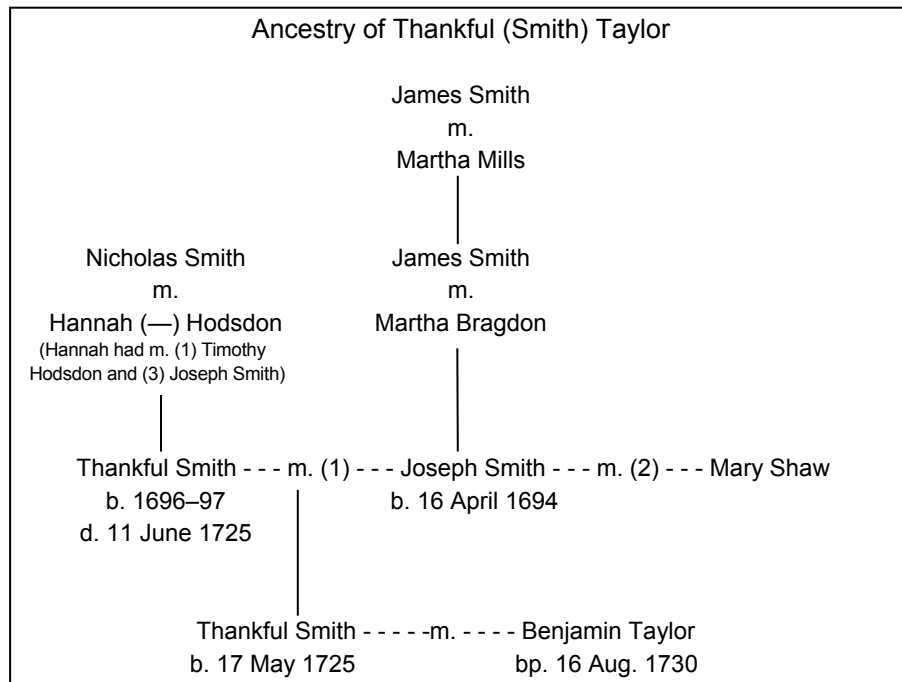 Ancestry of Thankful (Smith) Taylor
James Smith
m.
Martha Mills
Nicholas Smith
m.
Hannah (—) Hodsdon
(Hannah had m. (1) Timothy
Hodsdon and (3) Joseph Smith)
James Smith
m.
Martha Bragdon
Thankful Smith - - - m. (1) - - - Joseph Smith - - - m. (2) - - - Mary Shaw
b. 1696–97
d. 11 June 1725
b. 16 April 1694
Thankful Smith - - - - -m. - - - - Benjamin Taylor
b. 17 May 1725
bp. 16 Aug. 1730